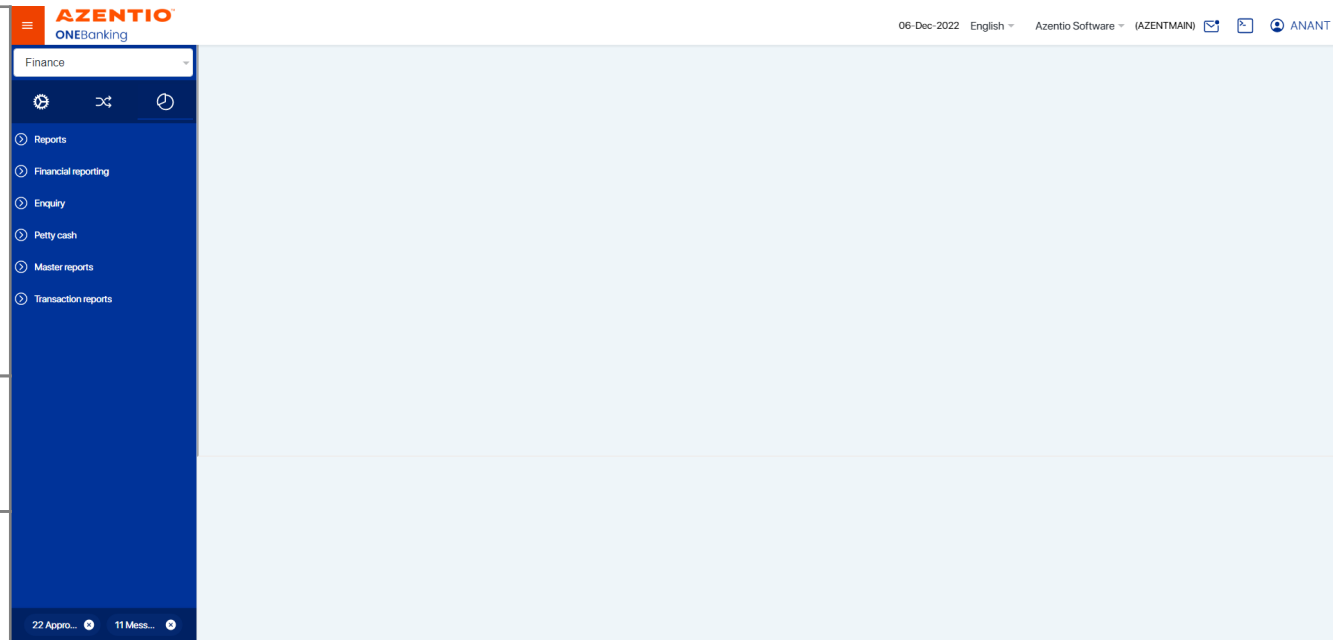 AZENTIO™
ONEBanking
06-Dec-2022 English Azentio Software (AZENTMAIN) ANANT
Finance
Reports
Financial reporting
Enquiry
Petty cash
Master reports
Transaction reports
22 Appro... 11 Mess...